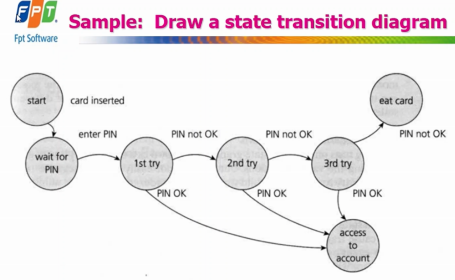 FPT
Fpt Software
Sample: Draw a state transition diagram
start
card inserted
eat card
enter PIN
PIN not OK
PIN not OK
PIN not OK
wait for
PIN
1st try
2nd try
3rd try
PIN OK
PIN OK
PIN OK
access
to
account